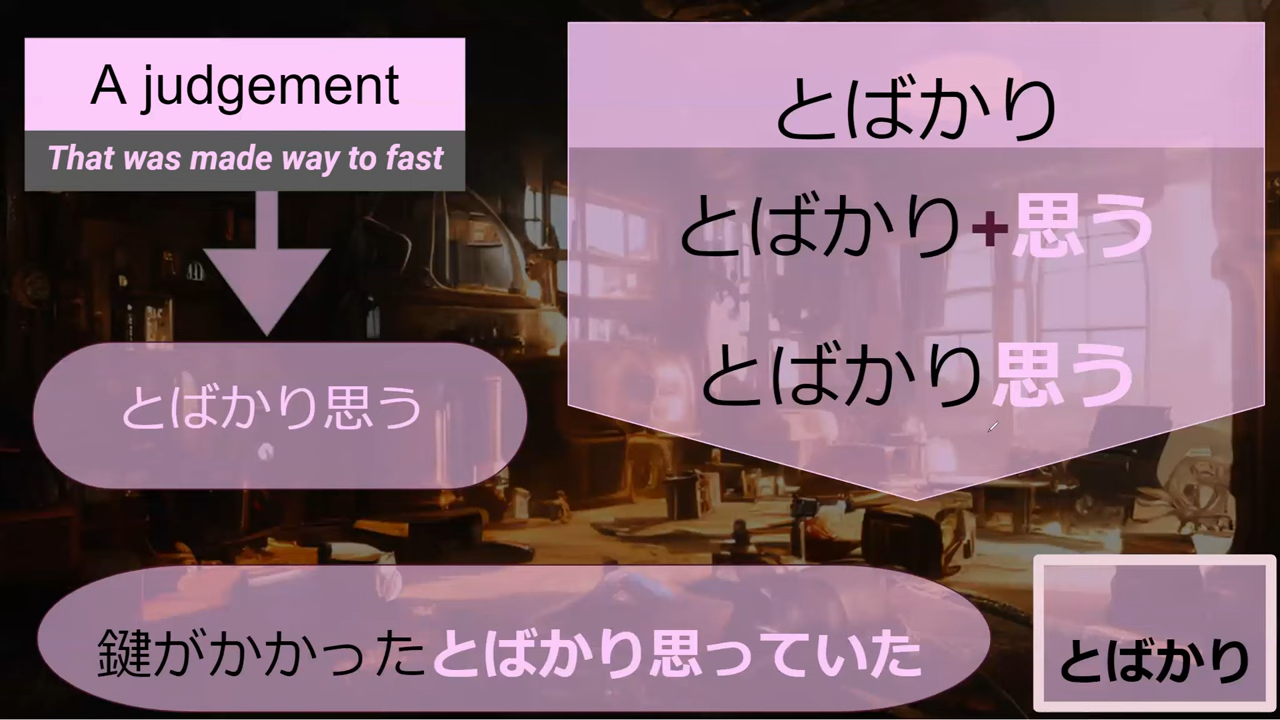 A judgement
That was made way to fast
とばかり思う
とばかり
とばかり+思う
とばかり思う
鍵がかかったとばかり思っていた
とばかり